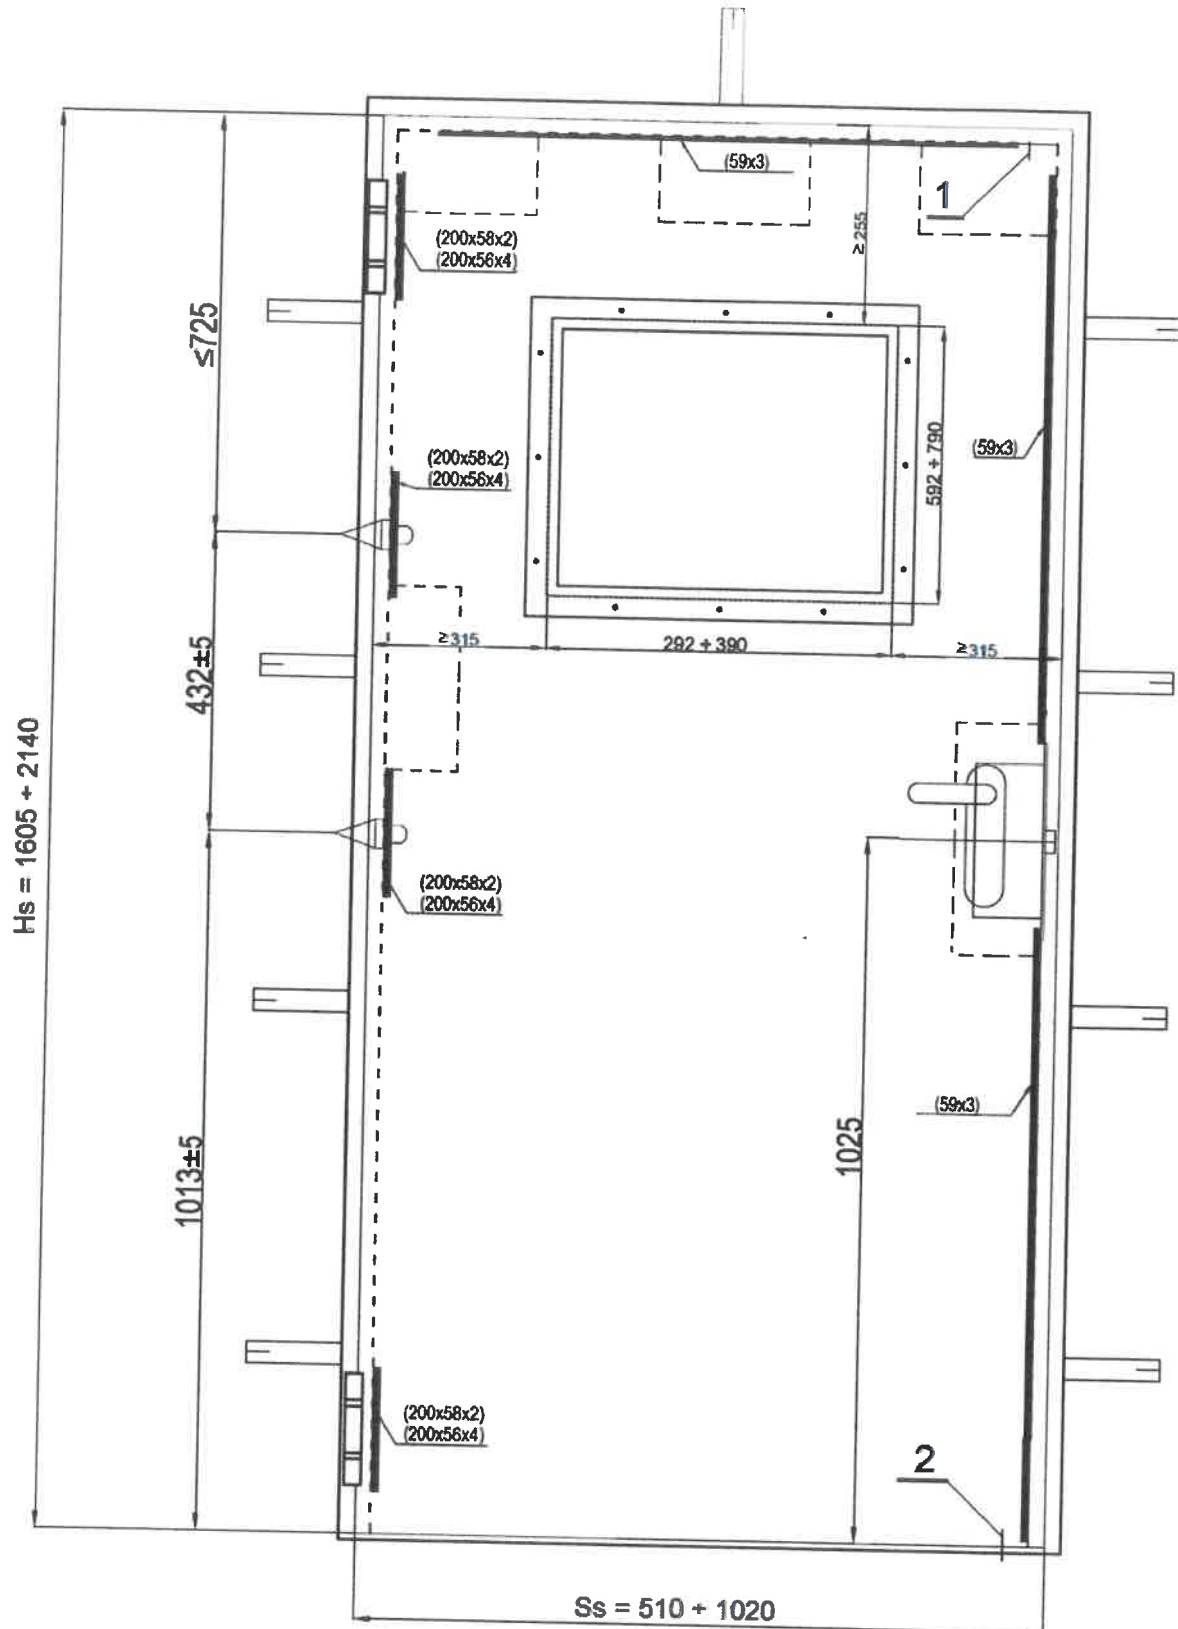 (59x3)
1
≥255
(200x58x2)
(200x56x4)
≤725
(59x3)
(200x58x2)
(200x56x4)
592 ÷ 790
≥315
292 ÷ 390
≥315
432±5
Hs = 1605 ÷ 2140
(200x58x2)
(200x56x4)
(59x3)
1025
1013±5
(200x58x2)
(200x56x4)
2
Ss = 510 ÷ 1020